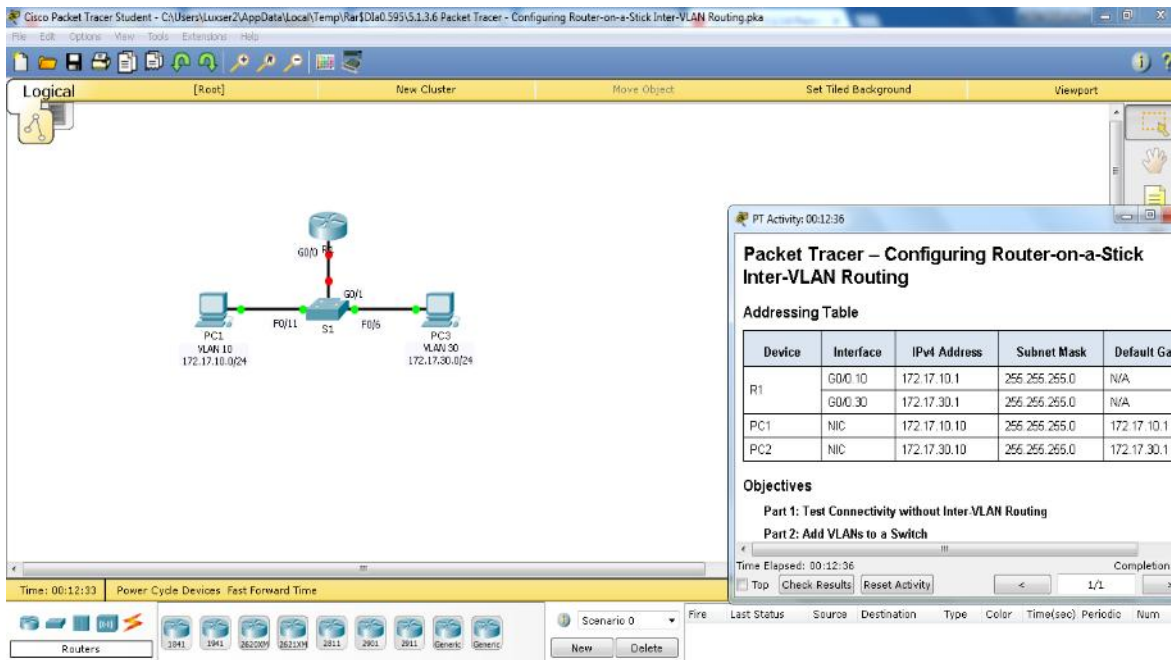 Cisco Packet Tracer Student - C:\Users\Luxser2\AppData\Local\Temp\Rar$DIa0.595\5.1.3.6 Packet Tracer - Configuring Router-on-a-Stick Inter-VLAN Routing.pka
File Edit Options View Tools Extensions Help
Logical [Root] New Cluster Move Object Set Tiled Background Viewport
G0/0
G0/1
F0/11 S1 F0/6
PC1
VLAN 10
172.17.10.0/24
PC3
VLAN 30
172.17.30.0/24
PT Activity: 00:12:36
Packet Tracer – Configuring Router-on-a-Stick
Inter-VLAN Routing
Addressing Table
Device Interface IPv4 Address Subnet Mask Default Ga
R1 G0/0.10 172.17.10.1 255.255.255.0 N/A
G0/0.30 172.17.30.1 255.255.255.0 N/A
PC1 NIC 172.17.10.10 255.255.255.0 172.17.10.1
PC2 NIC 172.17.30.10 255.255.255.0 172.17.30.1
Objectives
Part 1: Test Connectivity without Inter-VLAN Routing
Part 2: Add VLANs to a Switch
Time Elapsed: 00:12:36 Completion
Top Check Results Reset Activity < 1/1 >
Time: 00:12:33 Power Cycle Devices Fast Forward Time
Routers
1841 1941 2620XM 2621XM 2811 2901 2911 Generic Generic
Scenario 0
New Delete
Fire Last Status Source Destination Type Color Time(sec) Periodic Num